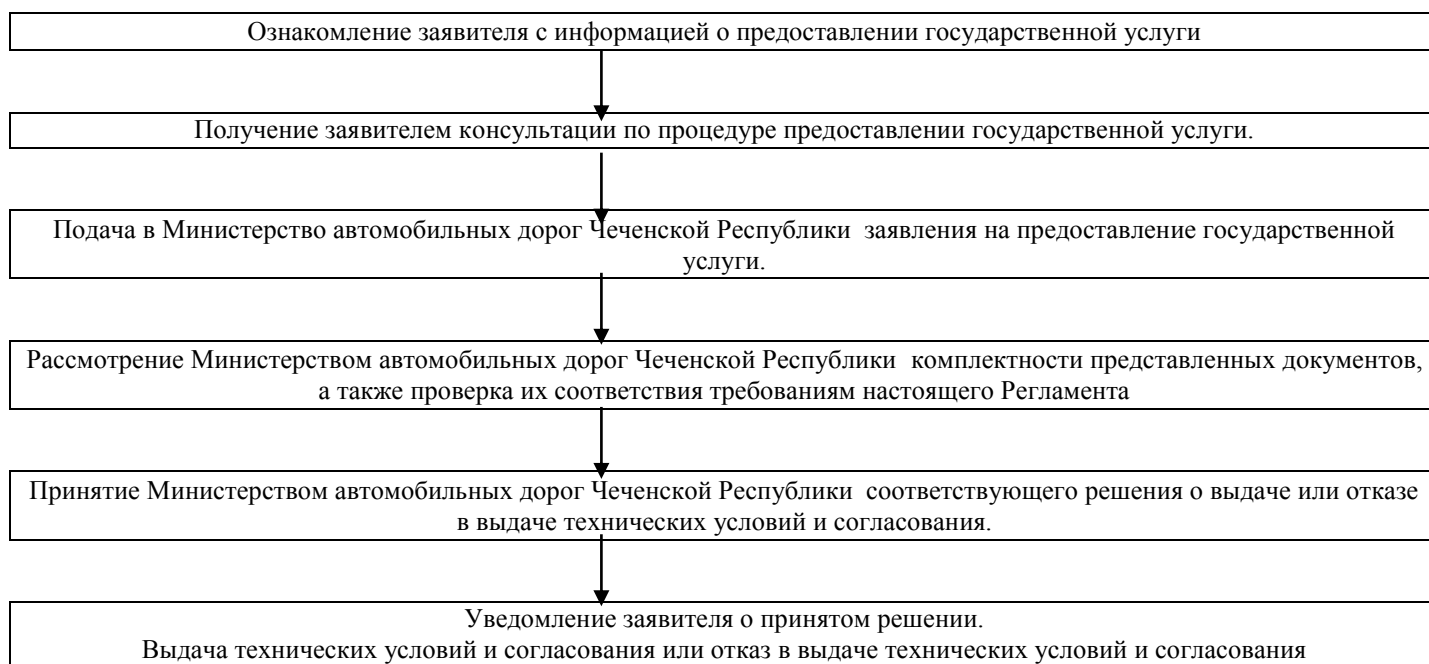 Ознакомление заявителя с информацией о предоставлении государственной услуги
Получение заявителем консультации по процедуре предоставлении государственной услуги.
Подача в Министерство автомобильных дорог Чеченской Республики  заявления на предоставление государственной
услуги.
Рассмотрение Министерством автомобильных дорог Чеченской Республики  комплектности представленных документов,
а также проверка их соответствия требованиям настоящего Регламента
Принятие Министерством автомобильных дорог Чеченской Республики  соответствующего решения о выдаче или отказе
в выдаче технических условий и согласования.
Уведомление заявителя о принятом решении.
Выдача технических условий и согласования или отказ в выдаче технических условий и согласования